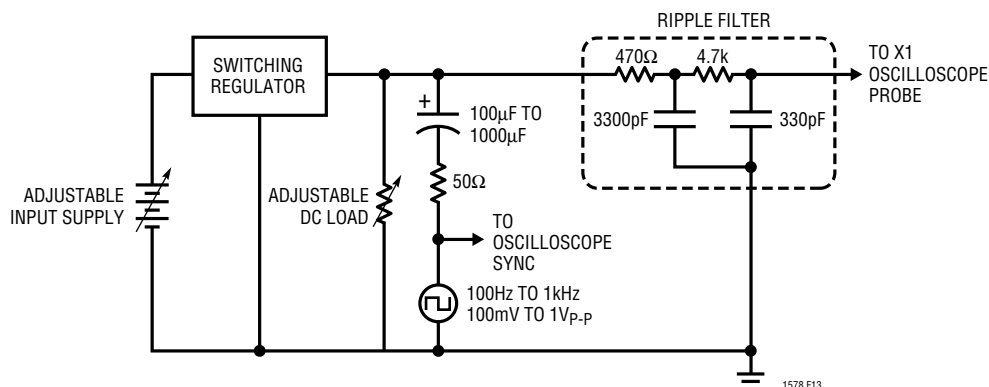 RIPPLE FILTER
SWITCHING
REGULATOR
470Ω
4.7k
TO X1
OSCILLOSCOPE
PROBE
+
100µF TO
1000µF
3300pF
330pF
ADJUSTABLE
INPUT SUPPLY
ADJUSTABLE
DC LOAD
50Ω
TO
OSCILLOSCOPE
SYNC
100Hz TO 1kHz
100mV TO 1VP-P
1578 F13